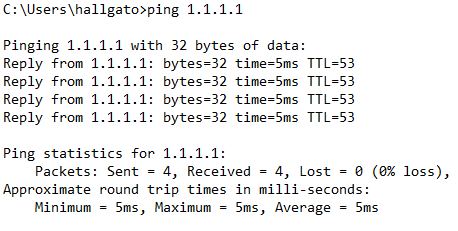 C:\Users\hallgato>ping 1.1.1.1
Pinging 1.1.1.1 with 32 bytes of data:
Reply from 1.1.1.1: bytes=32 time=5ms TTL=53
Reply from 1.1.1.1: bytes=32 time=5ms TTL=53
Reply from 1.1.1.1: bytes=32 time=5ms TTL=53
Reply from 1.1.1.1: bytes=32 time=5ms TTL=53
Ping statistics for 1.1.1.1:
Packets: Sent = 4, Received = 4, Lost = 0 (0% loss),
Approximate round trip times in milli-seconds:
Minimum = 5ms, Maximum = 5ms, Average = 5ms